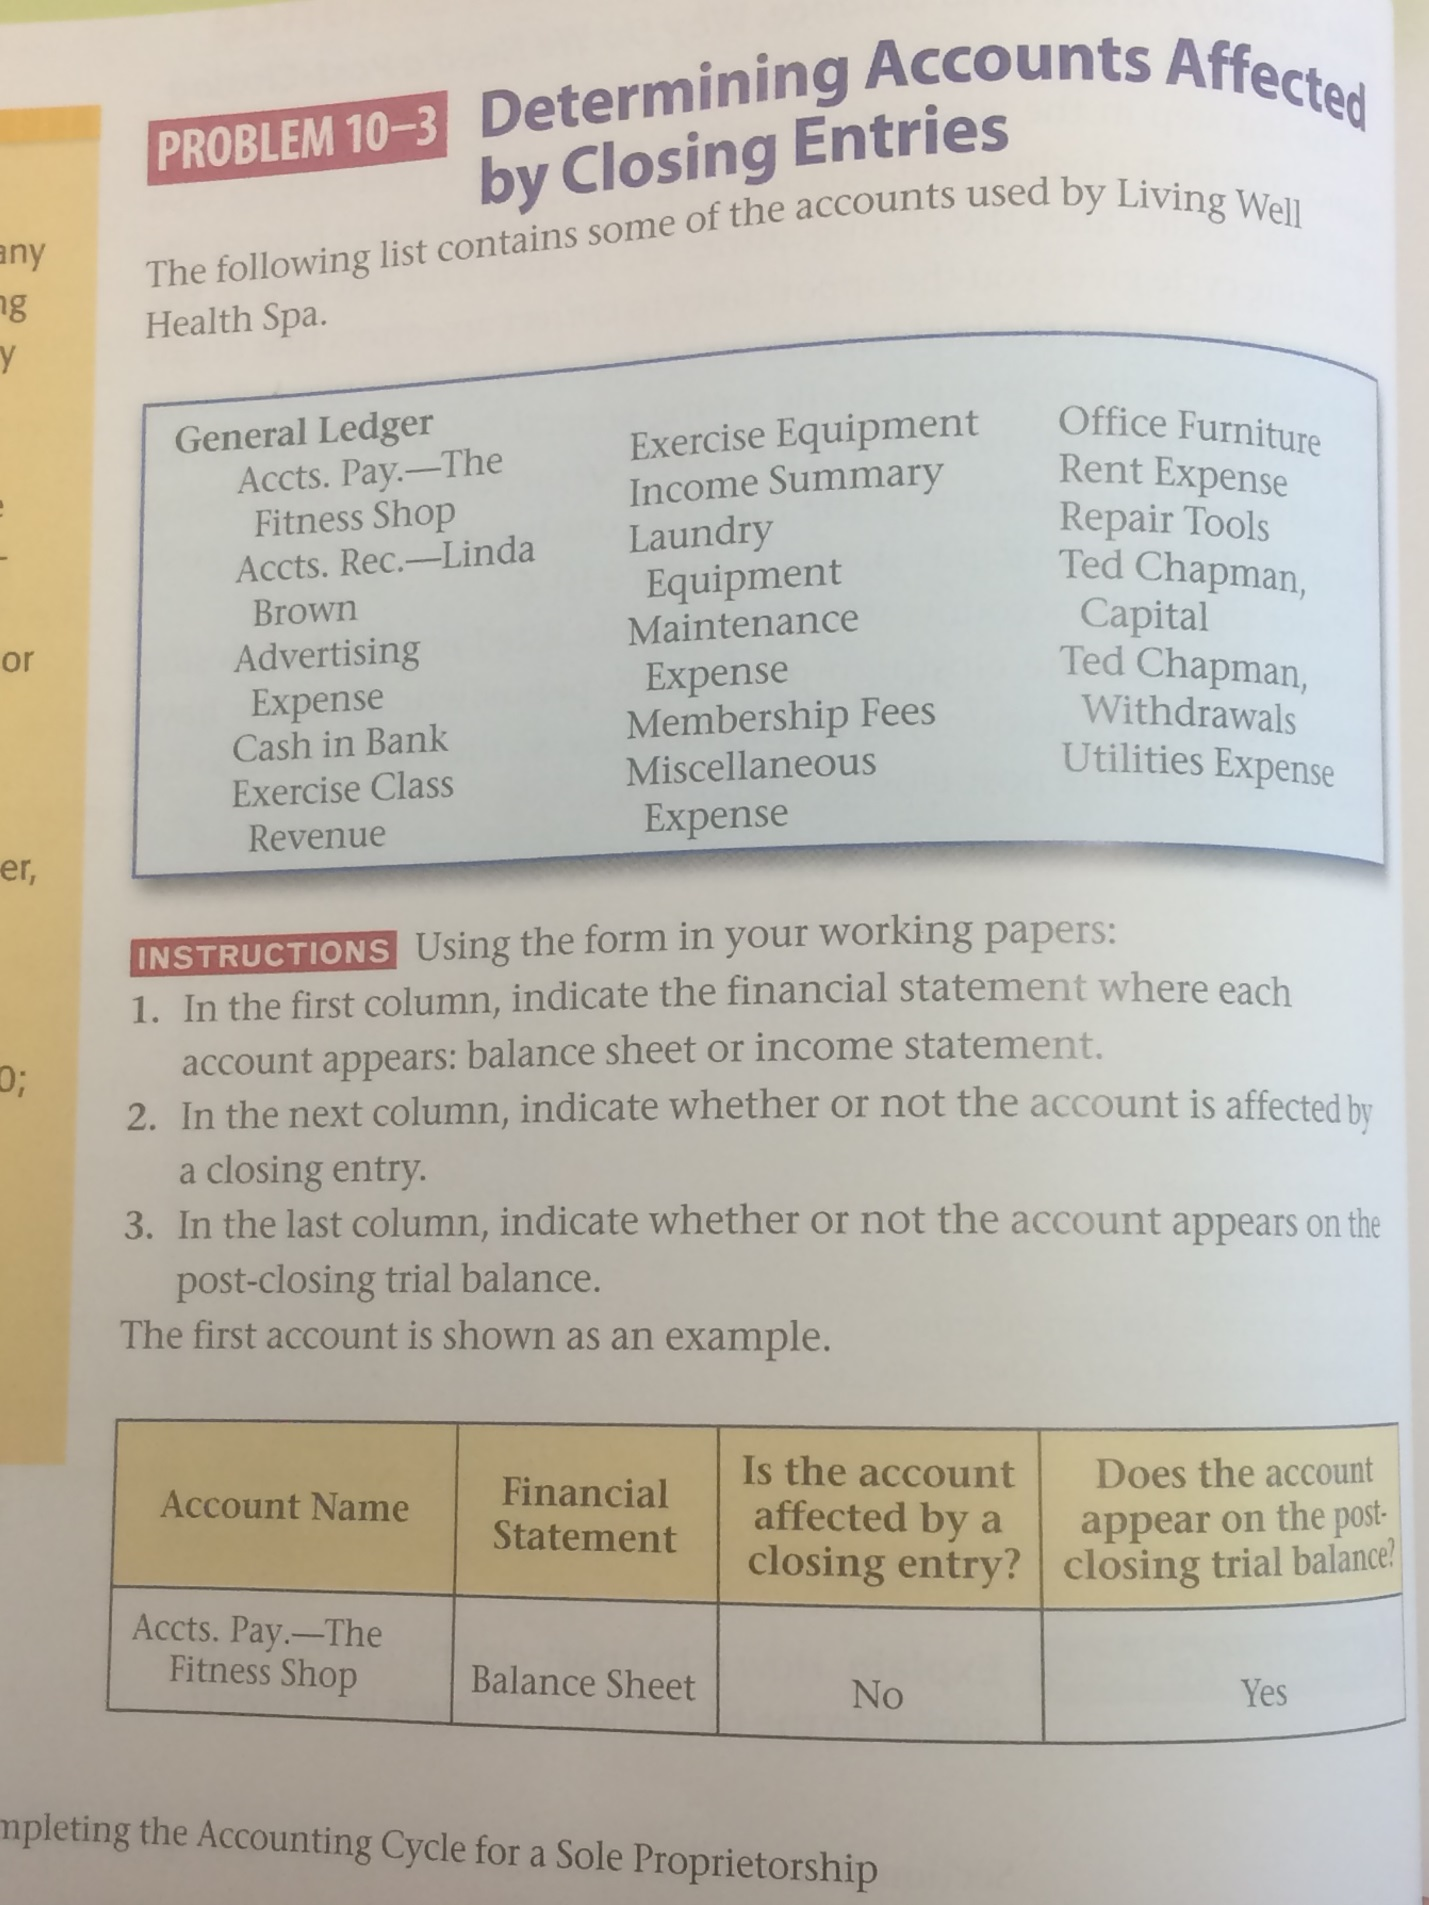 PROBLEM 10–3
Determining Accounts Affected
by Closing Entries
The following list contains some of the accounts used by Living Well
Health Spa.
General Ledger
Accts. Pay.—The
Fitness Shop
Accts. Rec.—Linda
Brown
Advertising
Expense
Cash in Bank
Exercise Class
Revenue
Exercise Equipment
Income Summary
Laundry
Equipment
Maintenance
Expense
Membership Fees
Miscellaneous
Expense
Office Furniture
Rent Expense
Repair Tools
Ted Chapman,
Capital
Ted Chapman,
Withdrawals
Utilities Expense
INSTRUCTIONS Using the form in your working papers:
1. In the first column, indicate the financial statement where each
account appears: balance sheet or income statement.
2. In the next column, indicate whether or not the account is affected by
a closing entry.
3. In the last column, indicate whether or not the account appears on the
post-closing trial balance.
The first account is shown as an example.
Account Name
Financial
Statement
Is the account
affected by a
closing entry?
Does the account
appear on the post-
closing trial balance?
Accts. Pay.—The
Fitness Shop
Balance Sheet
No
Yes
mpleting the Accounting Cycle for a Sole Proprietorship
any
ng
y
or
er,
0;